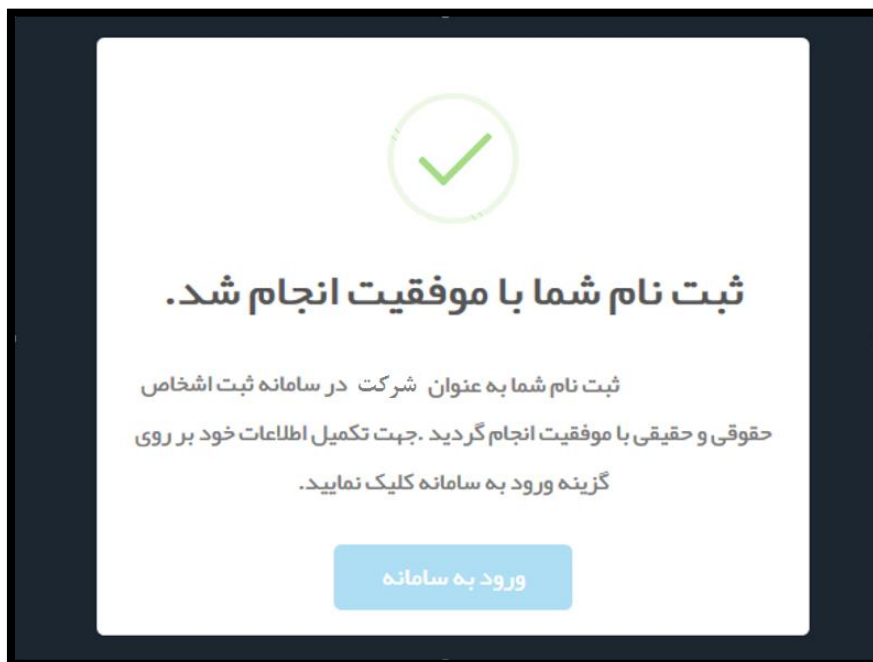 ثبت نام شما با موفقیت انجام شد.
ثبت نام شما به عنوان شرکت در سامانه ثبت اشخاص
حقوقی و حقیقی با موفقیت انجام گردید .جهت تکمیل اطلاعات خود بر روی
گزینه ورود به سامانه کلیک نمایید.
ورود به سامانه